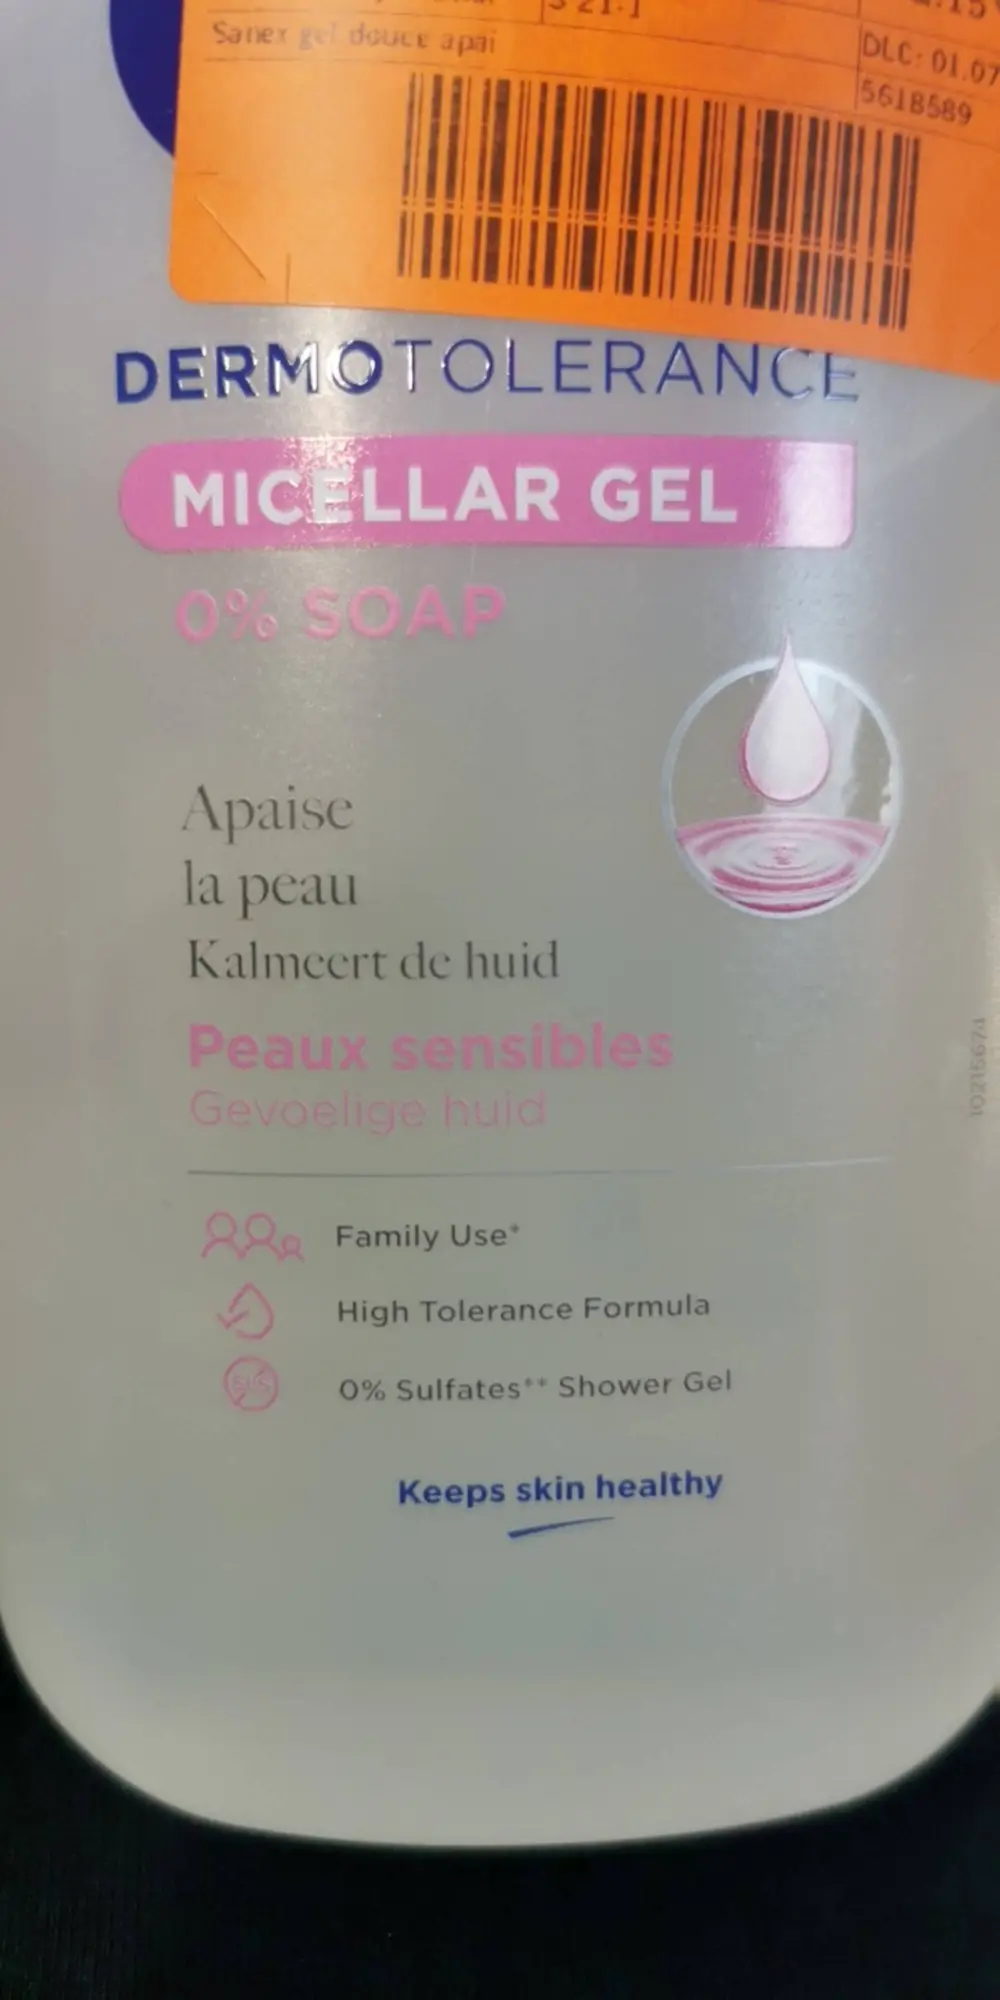 Sanex gel douce apai
DLC: 01.07
5618589
DERMOTOLERANCE
MICELLAR GEL
0% SOAP
Apaise
la peau
Kalmeert de huid
Peaux sensibles
Gevoelige huid
Family Use*
High Tolerance Formula
0% Sulfates** Shower Gel
Keeps skin healthy